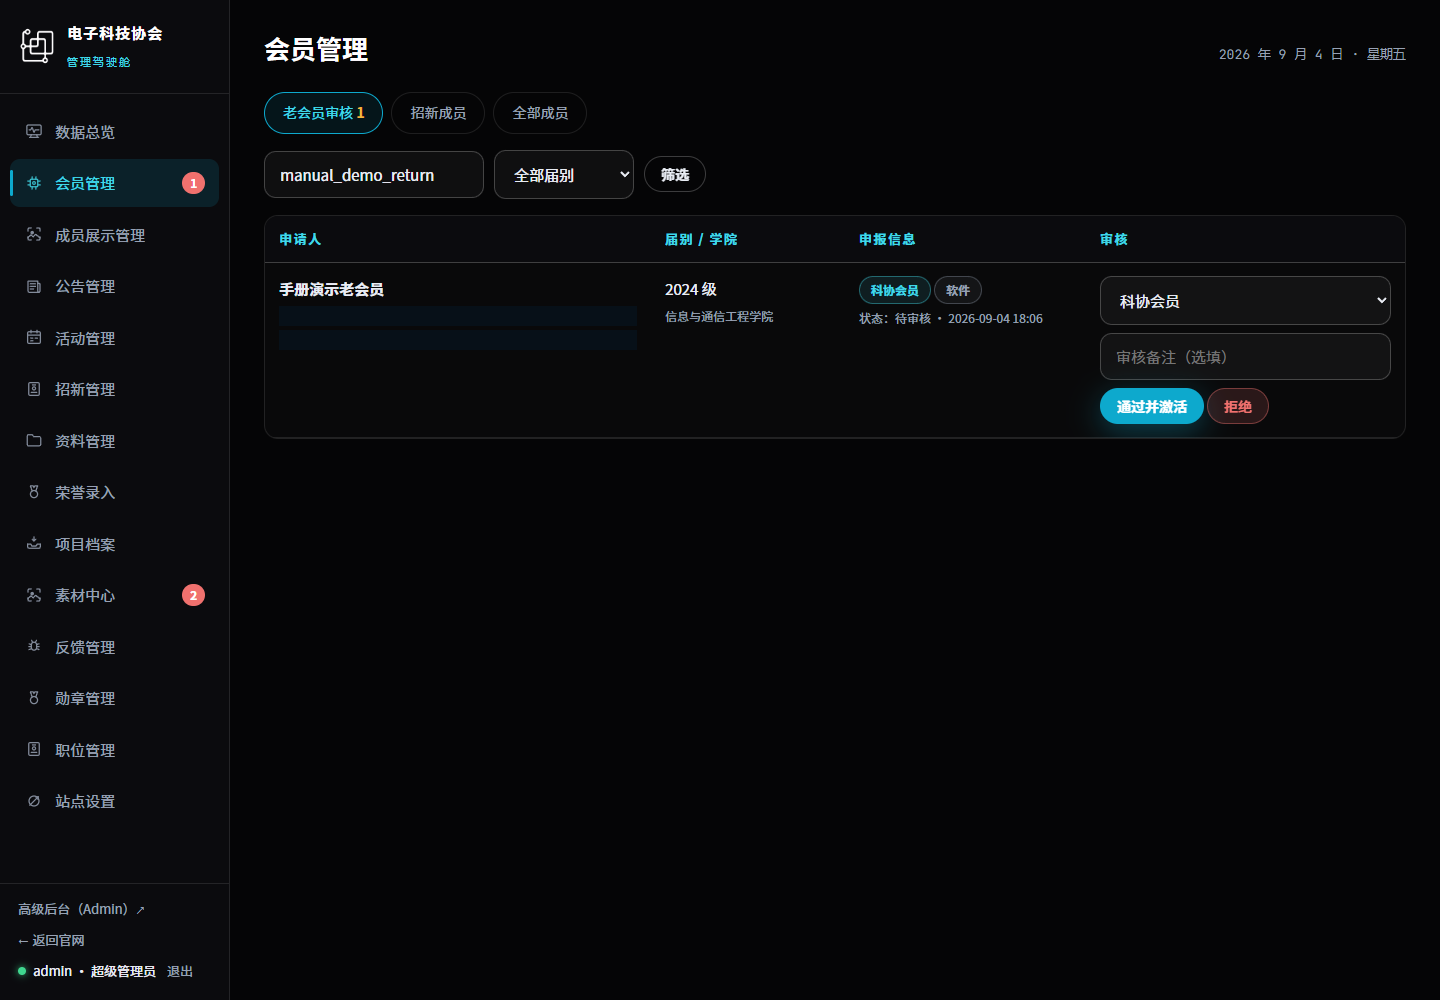 电子科技协会
管理驾驶舱
数据总览
会员管理 1
成员展示管理
公告管理
活动管理
招新管理
资料管理
荣誉录入
项目档案
素材中心 2
反馈管理
勋章管理
职位管理
站点设置
高级后台（Admin）↗
← 返回官网
admin · 超级管理员 退出
会员管理
2026 年 9 月 4 日 · 星期五
老会员审核 1 招新成员 全部成员
manual_demo_return 全部届别 筛选
申请人 届别 / 学院 申报信息 审核
手册演示老会员
2024 级
信息与通信工程学院
科协会员 软件
状态：待审核 · 2026-09-04 18:06
科协会员
审核备注（选填）
通过并激活 拒绝